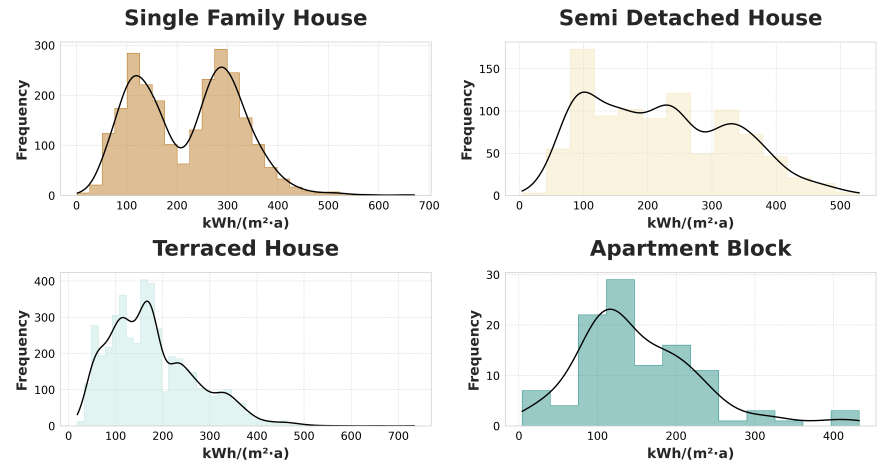 Single Family House
Frequency
300
200
100
0
0 100 200 300 400 500 600 700
kWh/(m²·a)
Semi Detached House
Frequency
150
100
50
0
0 100 200 300 400 500
kWh/(m²·a)
Terraced House
Frequency
400
300
200
100
0
0 100 200 300 400 500 600 700
kWh/(m²·a)
Apartment Block
Frequency
30
20
10
0
0 100 200 300 400
kWh/(m²·a)